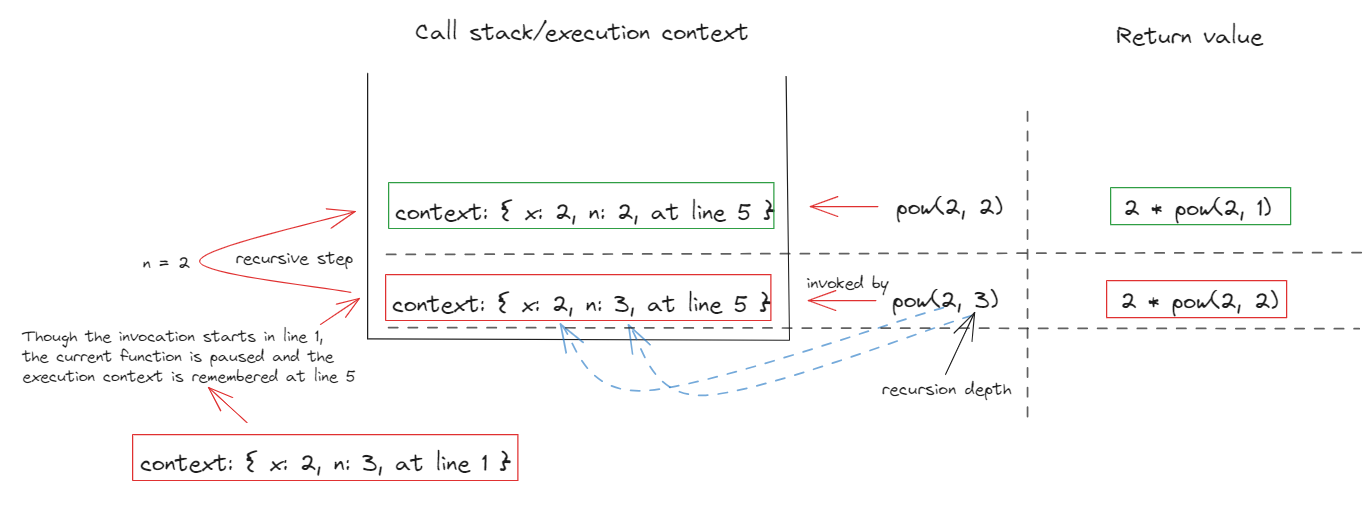 Call stack/execution context
Return value
context: { x: 2, n: 2, at line 5 }
pow(2, 2)
2 * pow(2, 1)
n = 2
recursive step
invoked by
context: { x: 2, n: 3, at line 5 }
pow(2, 3)
2 * pow(2, 2)
Though the invocation starts in line 1,
the current function is paused and the
execution context is remembered at line 5
recursion depth
context: { x: 2, n: 3, at line 1 }